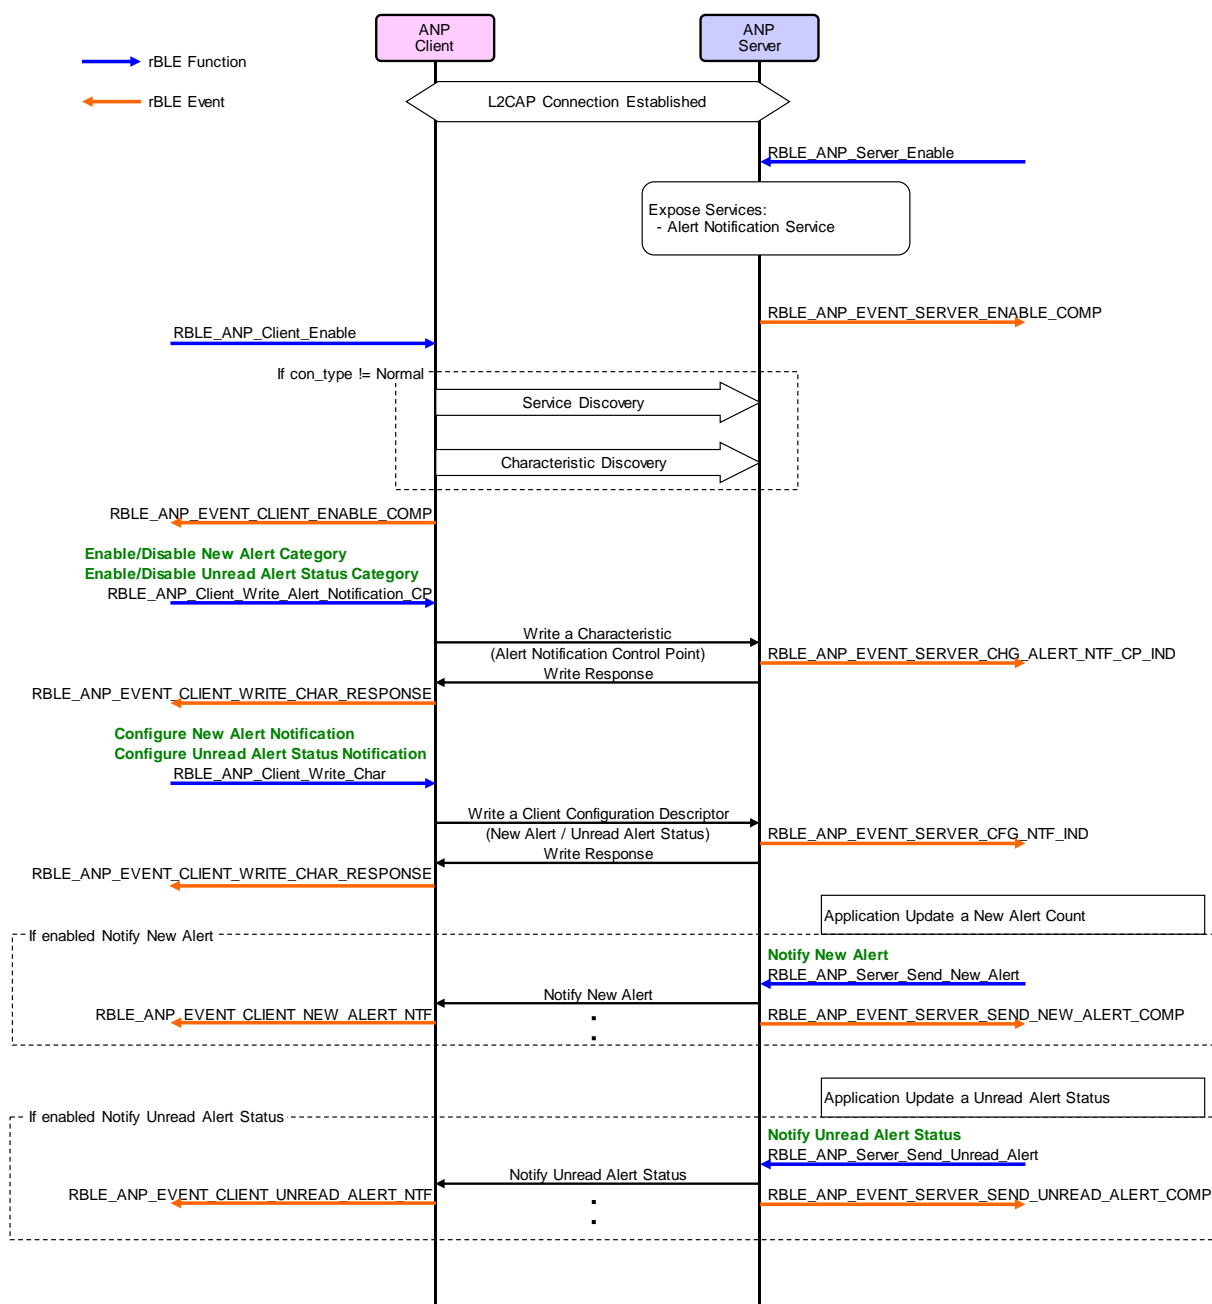 ANP
Client
ANP
Server
rBLE Function
rBLE Event
L2CAP Connection Established
RBLE_ANP_Server_Enable
Expose Services:
- Alert Notification Service
RBLE_ANP_EVENT_SERVER_ENABLE_COMP
RBLE_ANP_Client_Enable
If con_type != Normal
Service Discovery
Characteristic Discovery
RBLE_ANP_EVENT_CLIENT_ENABLE_COMP
Enable/Disable New Alert Category
Enable/Disable Unread Alert Status Category
RBLE_ANP_Client_Write_Alert_Notification_CP
Write a Characteristic
(Alert Notification Control Point)
RBLE_ANP_EVENT_SERVER_CHG_ALERT_NTF_CP_IND
Write Response
RBLE_ANP_EVENT_CLIENT_WRITE_CHAR_RESPONSE
Configure New Alert Notification
Configure Unread Alert Status Notification
RBLE_ANP_Client_Write_Char
Write a Client Configuration Descriptor
(New Alert / Unread Alert Status)
RBLE_ANP_EVENT_SERVER_CFG_NTF_IND
Write Response
RBLE_ANP_EVENT_CLIENT_WRITE_CHAR_RESPONSE
Application Update a New Alert Count
If enabled Notify New Alert
Notify New Alert
RBLE_ANP_Server_Send_New_Alert
Notify New Alert
RBLE_ANP_EVENT_CLIENT_NEW_ALERT_NTF
RBLE_ANP_EVENT_SERVER_SEND_NEW_ALERT_COMP
Application Update a Unread Alert Status
If enabled Notify Unread Alert Status
Notify Unread Alert Status
RBLE_ANP_Server_Send_Unread_Alert
Notify Unread Alert Status
RBLE_ANP_EVENT_CLIENT_UNREAD_ALERT_NTF
RBLE_ANP_EVENT_SERVER_SEND_UNREAD_ALERT_COMP